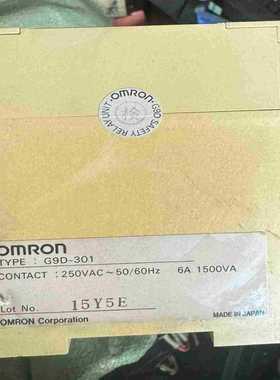 OMRON
G9D SAFETY RELAY UNIT
検
OMRON
TYPE : G9D-301
CONTACT : 250VAC~50/60Hz 6A 1500VA
Lot No. 15Y5E
OMRON Corporation
MADE IN JAPAN